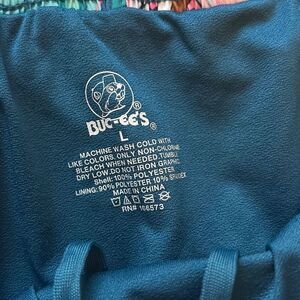 BUC-EE'S
L
MACHINE WASH COLD WITH
LIKE COLORS. ONLY NON-CHLORINE
BLEACH WHEN NEEDED. TUMBLE
DRY LOW. DO NOT IRON GRAPHIC
Shell: 100% POLYESTER
LINING: 90% POLYESTER 10% SPANDEX
MADE IN CHINA
RN# 166573